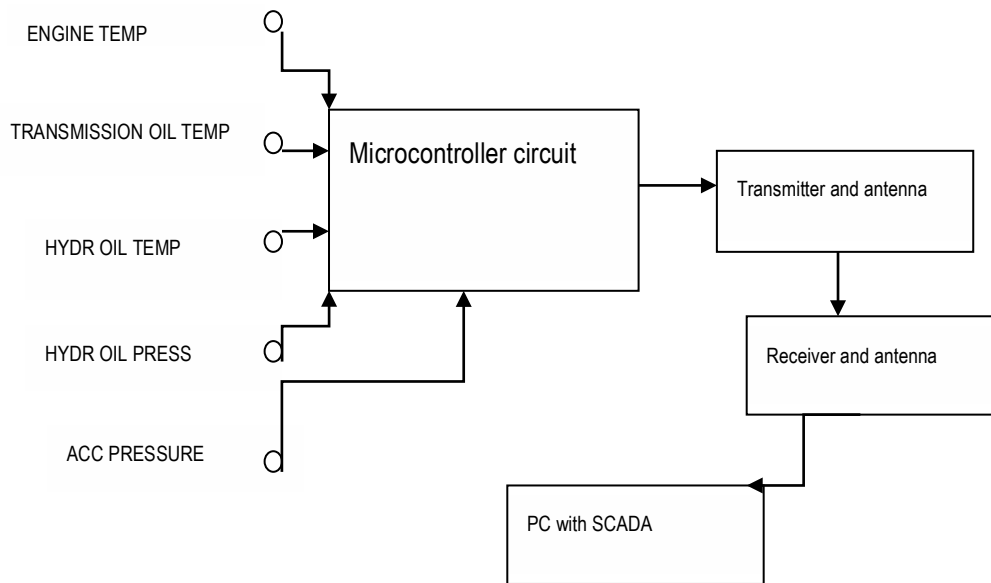 ENGINE TEMP
TRANSMISSION OIL TEMP
Microcontroller circuit
Transmitter and antenna
HYDR OIL TEMP
HYDR OIL PRESS
Receiver and antenna
ACC PRESSURE
PC with SCADA